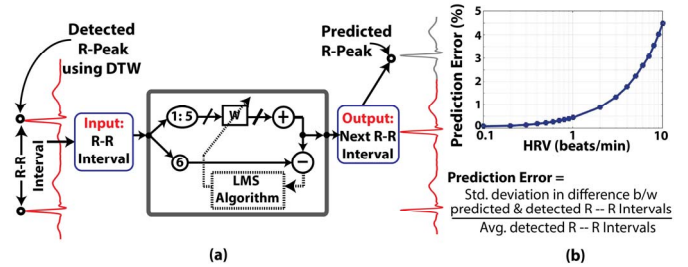 Detected
R-Peak
using DTW
R-R
Interval
Input:
R-R
Interval
1: 5
W
+
6
−
LMS
Algorithm
Output:
Next R-R
Interval
Predicted
R-Peak
(a)
Prediction Error (%)
5
4
3
2
1
0
0.1
1
10
HRV (beats/min)
Prediction Error =
Std. deviation in difference b/w
predicted & detected R -- R Intervals
Avg. detected R -- R Intervals
(b)